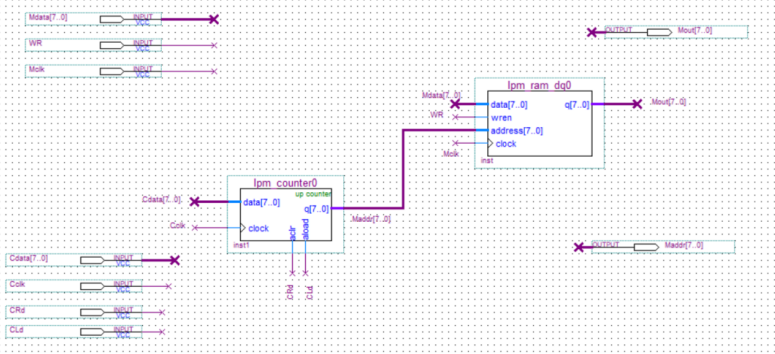 Mdata[7..0] INPUT VCC
WR INPUT VCC
Mclk INPUT VCC
OUTPUT Mout[7..0]
lpm_ram_dq0
Mdata[7..0] data[7..0] q[7..0] Mout[7..0]
WR wren
address[7..0]
Mclk clock
inst
lpm_counter0
up counter
Cdata[7..0] data[7..0] q[7..0] Maddr[7..0]
Cclk clock
aclr aload
inst1
CRd CLd
OUTPUT Maddr[7..0]
Cdata[7..0] INPUT VCC
Cclk INPUT VCC
CRd INPUT VCC
CLd INPUT VCC